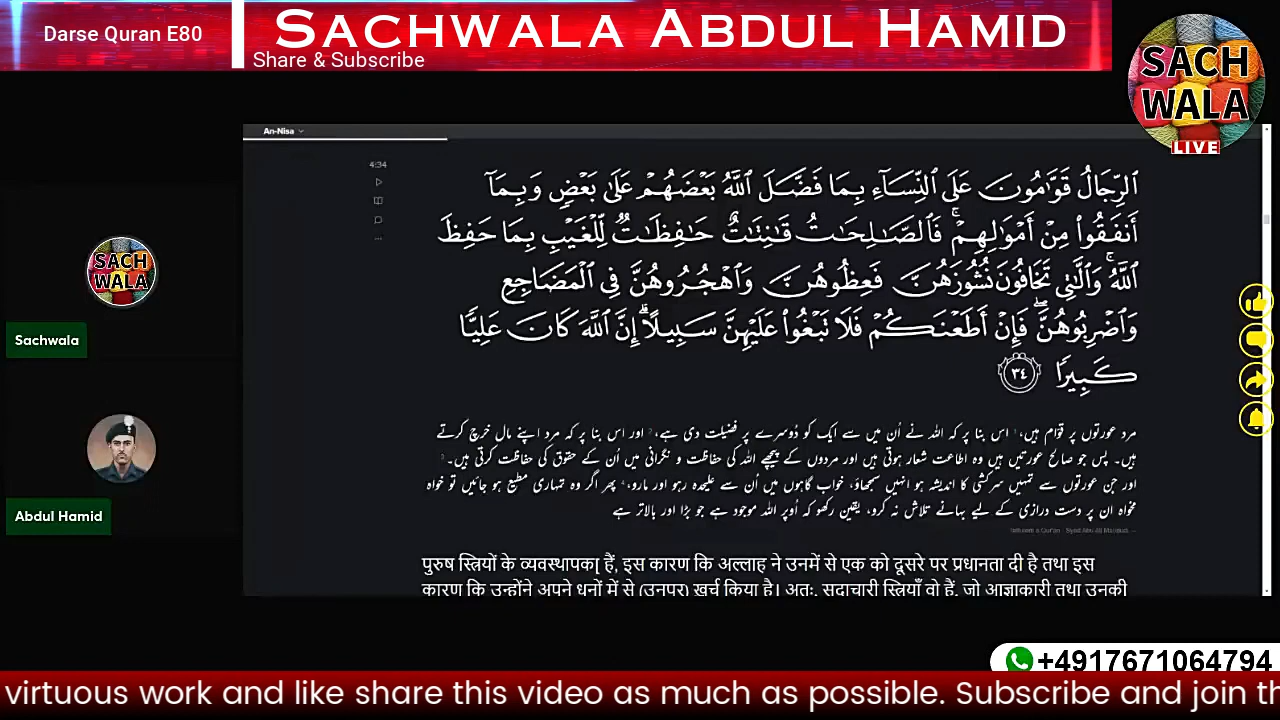 Darse Quran E80
SACHWALA ABDUL HAMID
Share & Subscribe
SACH
WALA
LIVE
An-Nisa
4:34
ٱلرِّجَالُ قَوَّٰمُونَ عَلَى ٱلنِّسَآءِ بِمَا فَضَّلَ ٱللَّهُ بَعْضَهُمْ عَلَىٰ بَعْضٍ وَبِمَآ
أَنفَقُوا۟ مِنْ أَمْوَٰلِهِمْ ۚ فَٱلصَّـٰلِحَـٰتُ قَـٰنِتَـٰتٌ حَـٰفِظَـٰتٌ لِّلْغَيْبِ بِمَا حَفِظَ
ٱللَّهُ ۚ وَٱلَّـٰتِى تَخَافُونَ نُشُوزَهُنَّ فَعِظُوهُنَّ وَٱهْجُرُوهُنَّ فِى ٱلْمَضَاجِعِ
وَٱضْرِبُوهُنَّ ۖ فَإِنْ أَطَعْنَكُمْ فَلَا تَبْغُوا۟ عَلَيْهِنَّ سَبِيلًا ۗ إِنَّ ٱللَّهَ كَانَ عَلِيًّا
كَبِيرًا ٣٤
مرد عورتوں پر قوام ہیں،1 اس بنا پر کہ اللہ نے اُن میں سے ایک کو دُوسرے پر فضیلت دی ہے،2 اور اس بنا پر کہ مرد اپنے مال خرچ کرتے
ہیں۔ پس جو صالح عورتیں ہیں وہ اطاعت شعار ہوتی ہیں اور مردوں کے پیچھے اللہ کی حفاظت و نگرانی میں اُن کے حقوق کی حفاظت کرتی ہیں۔3
اور جن عورتوں سے تمہیں سرکشی کا اندیشہ ہو انہیں سمجھاؤ، خواب گاہوں میں اُن سے علیحدہ رہو اور مارو،4 پھر اگر وہ تمہاری مطیع ہو جائیں تو خواہ
مخواہ ان پر دست درازی کے لیے بہانے تلاش نہ کرو، یقین رکھو کہ اُوپر اللہ موجود ہے جو بڑا اور بالاتر ہے
पुरुष स्त्रियों के व्यवस्थापक[ हैं, इस कारण कि अल्लाह ने उनमें से एक को दूसरे पर प्रधानता दी है तथा इस
कारण कि उन्होंने अपने धनों में से (उनपर) ख़र्च किया है। अतः, सदाचारी स्त्रियाँ वो हैं, जो आज्ञाकारी तथा उनकी
SACH
WALA
Sachwala
Abdul Hamid
+4917671064794
virtuous work and like share this video as much as possible. Subscribe and join th